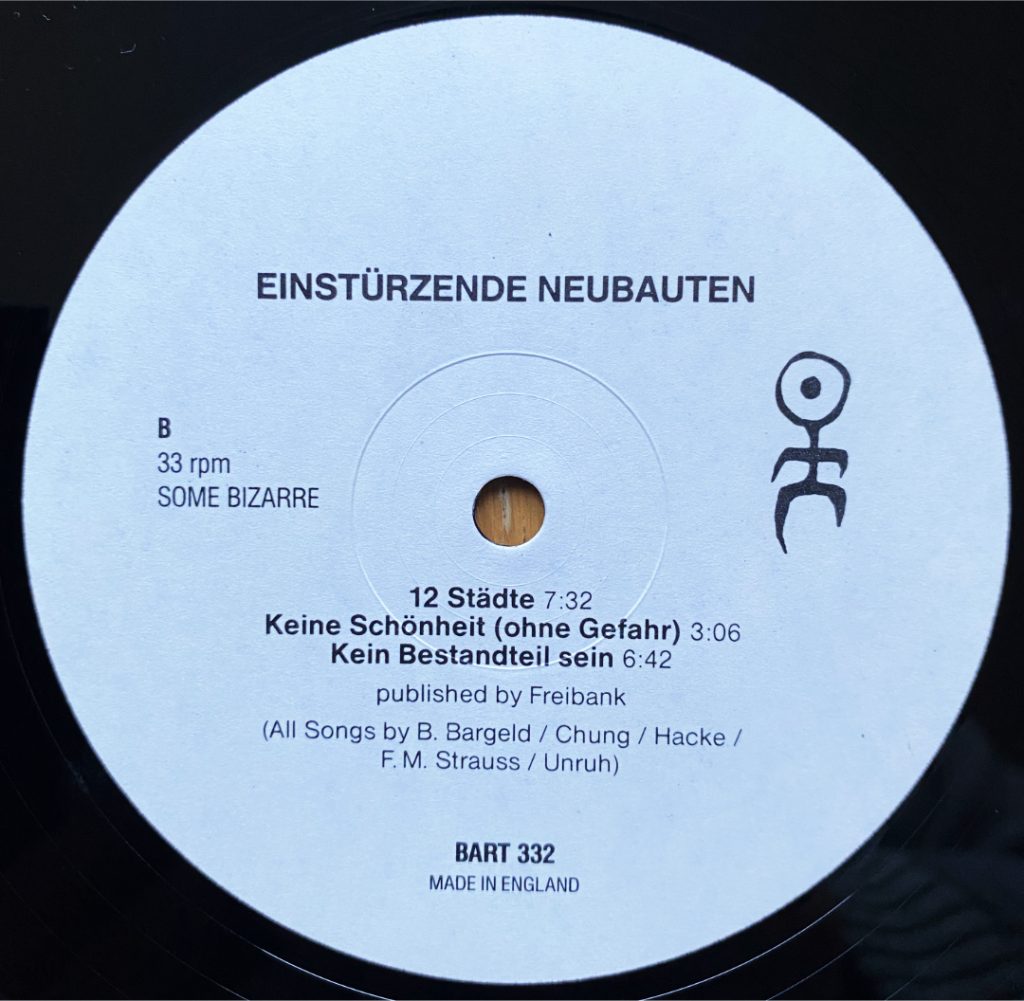 EINSTÜRZENDE NEUBAUTEN
B
33 rpm
SOME BIZARRE
12 Städte 7:32
Keine Schönheit (ohne Gefahr) 3:06
Kein Bestandteil sein 6:42
published by Freibank
(All Songs by B. Bargeld / Chung / Hacke /
F. M. Strauss / Unruh)
BART 332
MADE IN ENGLAND